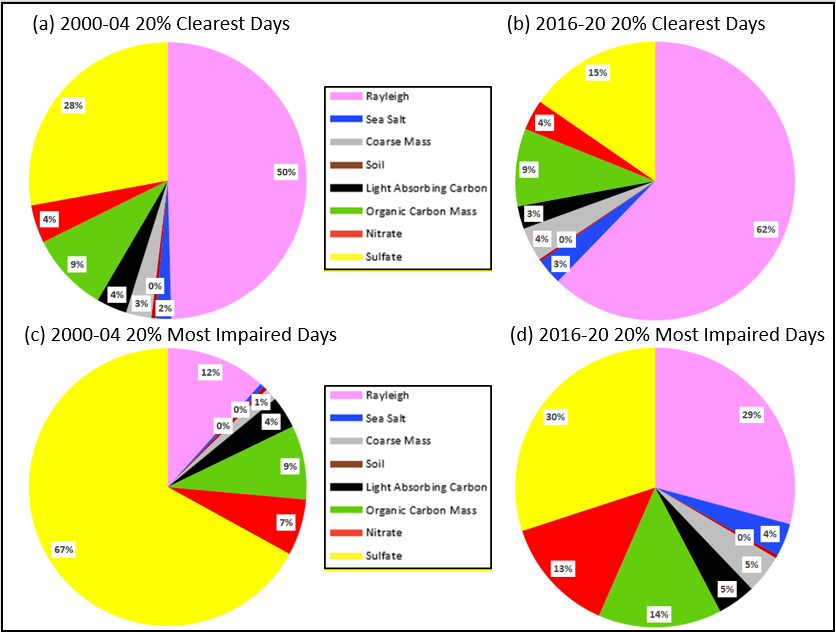 (a) 2000-04 20% Clearest Days
(b) 2016-20 20% Clearest Days
28%
50%
4%
9%
4%
3%
0%
2%
Rayleigh
Sea Salt
Coarse Mass
Soil
Light Absorbing Carbon
Organic Carbon Mass
Nitrate
Sulfate
15%
4%
9%
3%
4%
0%
3%
62%
(c) 2000-04 20% Most Impaired Days
(d) 2016-20 20% Most Impaired Days
12%
1%
0%
0%
4%
9%
7%
67%
Rayleigh
Sea Salt
Coarse Mass
Soil
Light Absorbing Carbon
Organic Carbon Mass
Nitrate
Sulfate
30%
29%
4%
0%
5%
5%
13%
14%